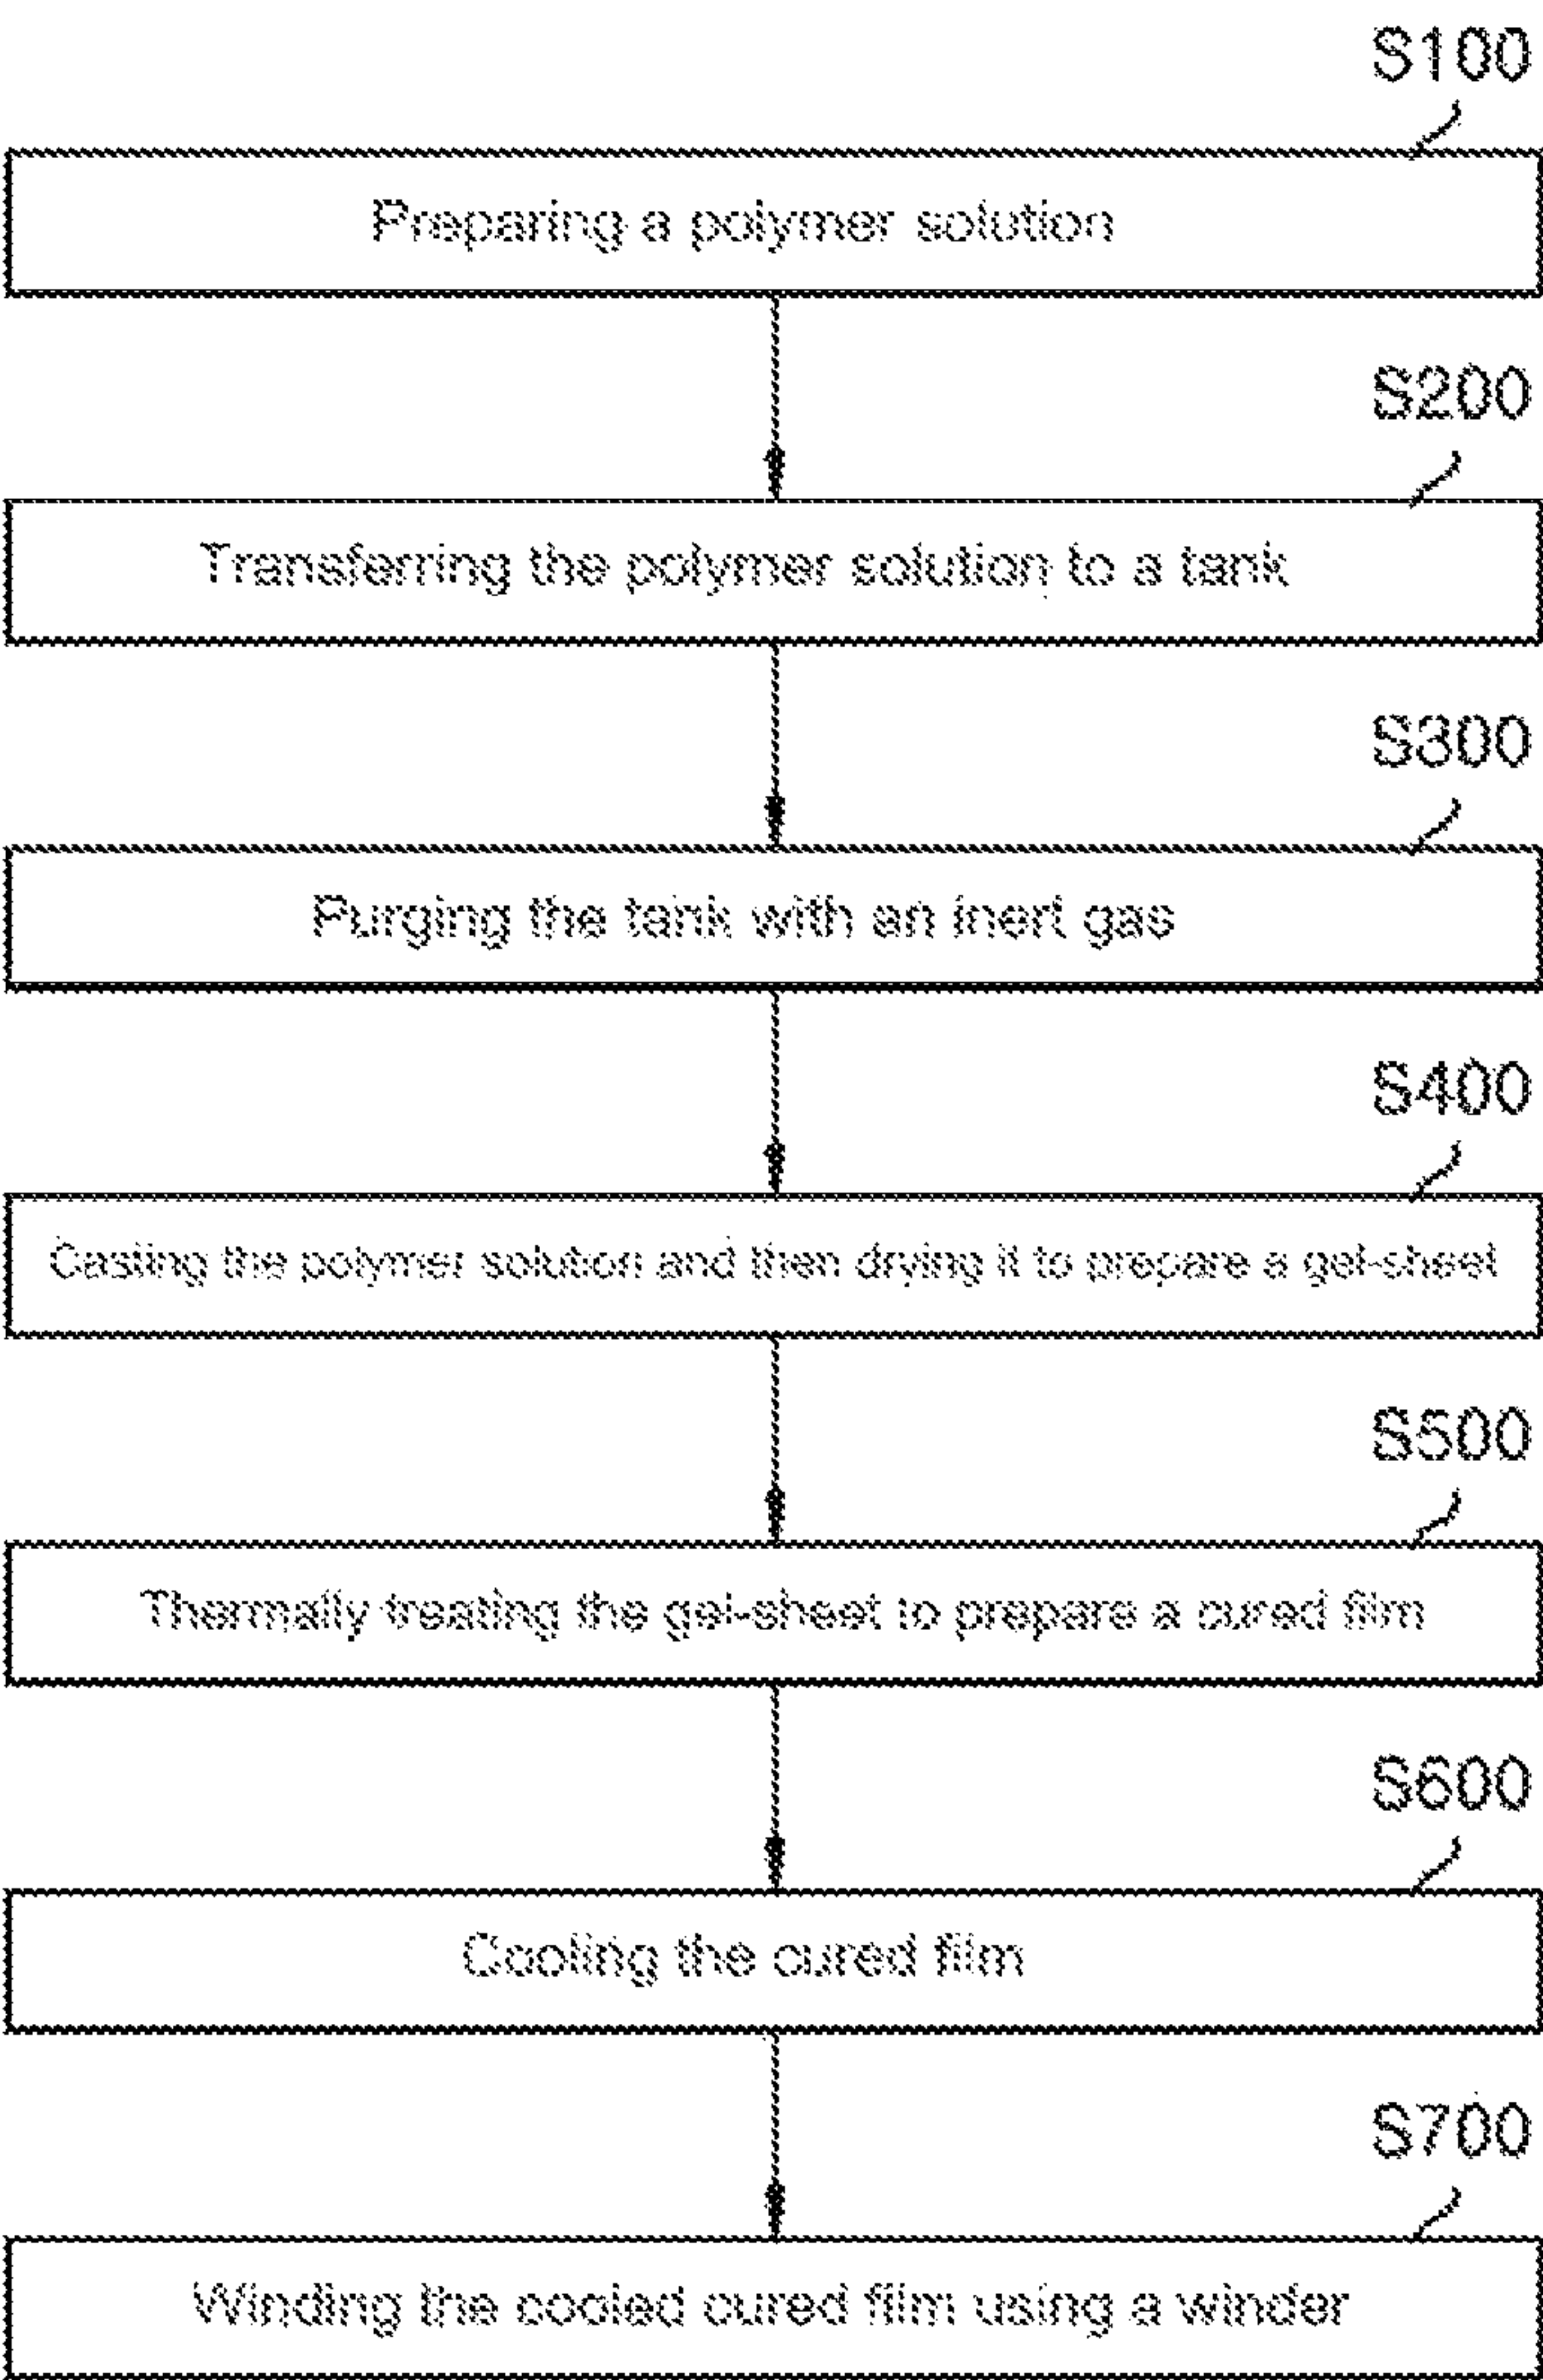 S100
Preparing a polymer solution
S200
Transferring the polymer solution to a tank
S300
Purging the tank with an inert gas
S400
Casting the polymer solution and then drying it to prepare a gel-sheet
S500
Thermally treating the gel-sheet to prepare a cured film
S600
Cooling the cured film
S700
Winding the cooled cured film using a winder